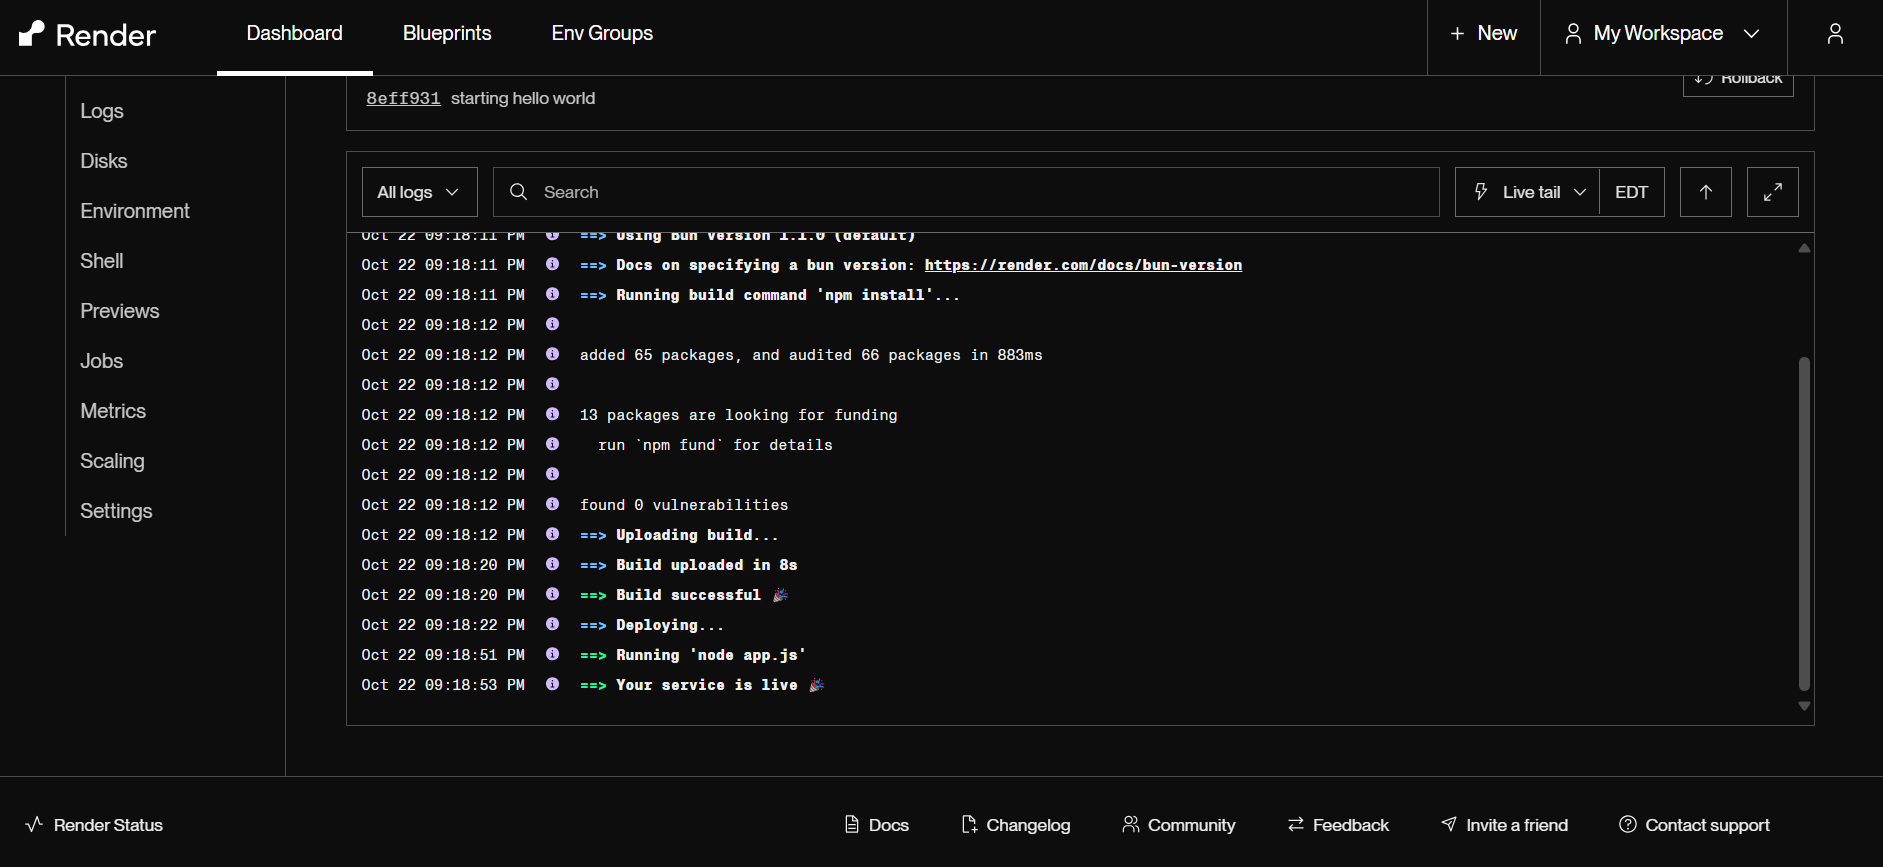 Render
Dashboard
Blueprints
Env Groups
+ New
My Workspace
Logs
Disks
Environment
Shell
Previews
Jobs
Metrics
Scaling
Settings
8eff931 starting hello world
Rollback
All logs
Search
Live tail
EDT
Oct 22 09:18:11 PM ==> Using Bun version 1.1.0 (default)
Oct 22 09:18:11 PM ==> Docs on specifying a bun version: https://render.com/docs/bun-version
Oct 22 09:18:11 PM ==> Running build command 'npm install'...
Oct 22 09:18:12 PM
Oct 22 09:18:12 PM added 65 packages, and audited 66 packages in 883ms
Oct 22 09:18:12 PM
Oct 22 09:18:12 PM 13 packages are looking for funding
Oct 22 09:18:12 PM run `npm fund` for details
Oct 22 09:18:12 PM
Oct 22 09:18:12 PM found 0 vulnerabilities
Oct 22 09:18:12 PM ==> Uploading build...
Oct 22 09:18:20 PM ==> Build uploaded in 8s
Oct 22 09:18:20 PM ==> Build successful 🎉
Oct 22 09:18:22 PM ==> Deploying...
Oct 22 09:18:51 PM ==> Running 'node app.js'
Oct 22 09:18:53 PM ==> Your service is live 🎉
Render Status
Docs
Changelog
Community
Feedback
Invite a friend
Contact support